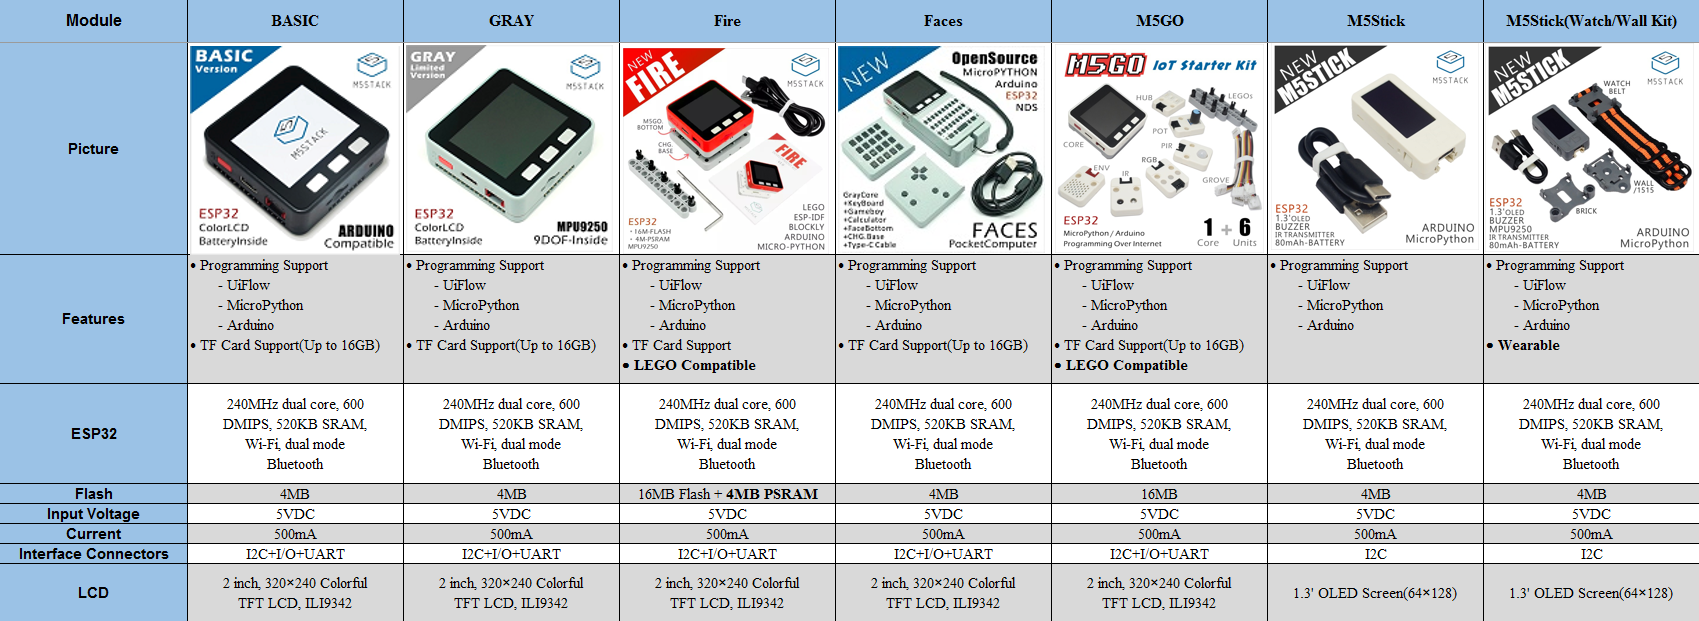 Module BASIC GRAY Fire Faces M5GO M5Stick M5Stick(Watch/Wall Kit)
Picture
BASIC
Version
M5STACK
M5STACK
ESP32
ColorLCD
BatteryInside
ARDUINO
Compatible
GRAY
Limited
Version
M5STACK
ESP32
ColorLCD
BatteryInside
MPU9250
9DOF-Inside
NEW
FIRE
M5STACK
M5GO
BOTTOM
CHG
BASE
FIRE
ESP32
·16M-FLASH
·4M-PSRAM
MPU9250
LEGO
ESP-IDF
BLOCKLY
ARDUINO
MICRO-PYTHON
NEW
OpenSource
MicroPYTHON
Arduino
ESP32
NDS
GrayCore
+KeyBoard
+Gameboy
+Calculator
+FaceBottom
+CHG.Base
+Type-C Cable
FACES
PocketComputer
M5GO IoT Starter Kit
HUB
LEGOs
POT
CORE
PIR
RGB
ENV
IR
GROVE
ESP32
MicroPython / Arduino
Programming Over Internet
1 + 6
Core Units
NEW
M5STICK
M5STACK
ESP32
1.3'OLED
BUZZER
IR TRANSMITTER
80mAh-BATTERY
ARDUINO
MicroPython
NEW
M5STICK
M5STACK
WATCH
BELT
WALL
/1515
BRICK
ESP32
1.3'OLED
BUZZER
MPU9250
IR TRANSMITTER
80mAh-BATTERY
ARDUINO
MicroPython
Features
• Programming Support
- UiFlow
- MicroPython
- Arduino
• TF Card Support(Up to 16GB)
• Programming Support
- UiFlow
- MicroPython
- Arduino
• TF Card Support(Up to 16GB)
• Programming Support
- UiFlow
- MicroPython
- Arduino
• TF Card Support
• LEGO Compatible
• Programming Support
- UiFlow
- MicroPython
- Arduino
• TF Card Support(Up to 16GB)
• Programming Support
- UiFlow
- MicroPython
- Arduino
• TF Card Support(Up to 16GB)
• LEGO Compatible
• Programming Support
- UiFlow
- MicroPython
- Arduino
• Programming Support
- UiFlow
- MicroPython
- Arduino
• Wearable
ESP32
240MHz dual core, 600
DMIPS, 520KB SRAM,
Wi-Fi, dual mode
Bluetooth
240MHz dual core, 600
DMIPS, 520KB SRAM,
Wi-Fi, dual mode
Bluetooth
240MHz dual core, 600
DMIPS, 520KB SRAM,
Wi-Fi, dual mode
Bluetooth
240MHz dual core, 600
DMIPS, 520KB SRAM,
Wi-Fi, dual mode
Bluetooth
240MHz dual core, 600
DMIPS, 520KB SRAM,
Wi-Fi, dual mode
Bluetooth
240MHz dual core, 600
DMIPS, 520KB SRAM,
Wi-Fi, dual mode
Bluetooth
240MHz dual core, 600
DMIPS, 520KB SRAM,
Wi-Fi, dual mode
Bluetooth
Flash 4MB 4MB 16MB Flash + 4MB PSRAM 4MB 16MB 4MB 4MB
Input Voltage 5VDC 5VDC 5VDC 5VDC 5VDC 5VDC 5VDC
Current 500mA 500mA 500mA 500mA 500mA 500mA 500mA
Interface Connectors I2C+I/O+UART I2C+I/O+UART I2C+I/O+UART I2C+I/O+UART I2C+I/O+UART I2C I2C
LCD
2 inch, 320×240 Colorful
TFT LCD, ILI9342
2 inch, 320×240 Colorful
TFT LCD, ILI9342
2 inch, 320×240 Colorful
TFT LCD, ILI9342
2 inch, 320×240 Colorful
TFT LCD, ILI9342
2 inch, 320×240 Colorful
TFT LCD, ILI9342
1.3' OLED Screen(64×128)
1.3' OLED Screen(64×128)